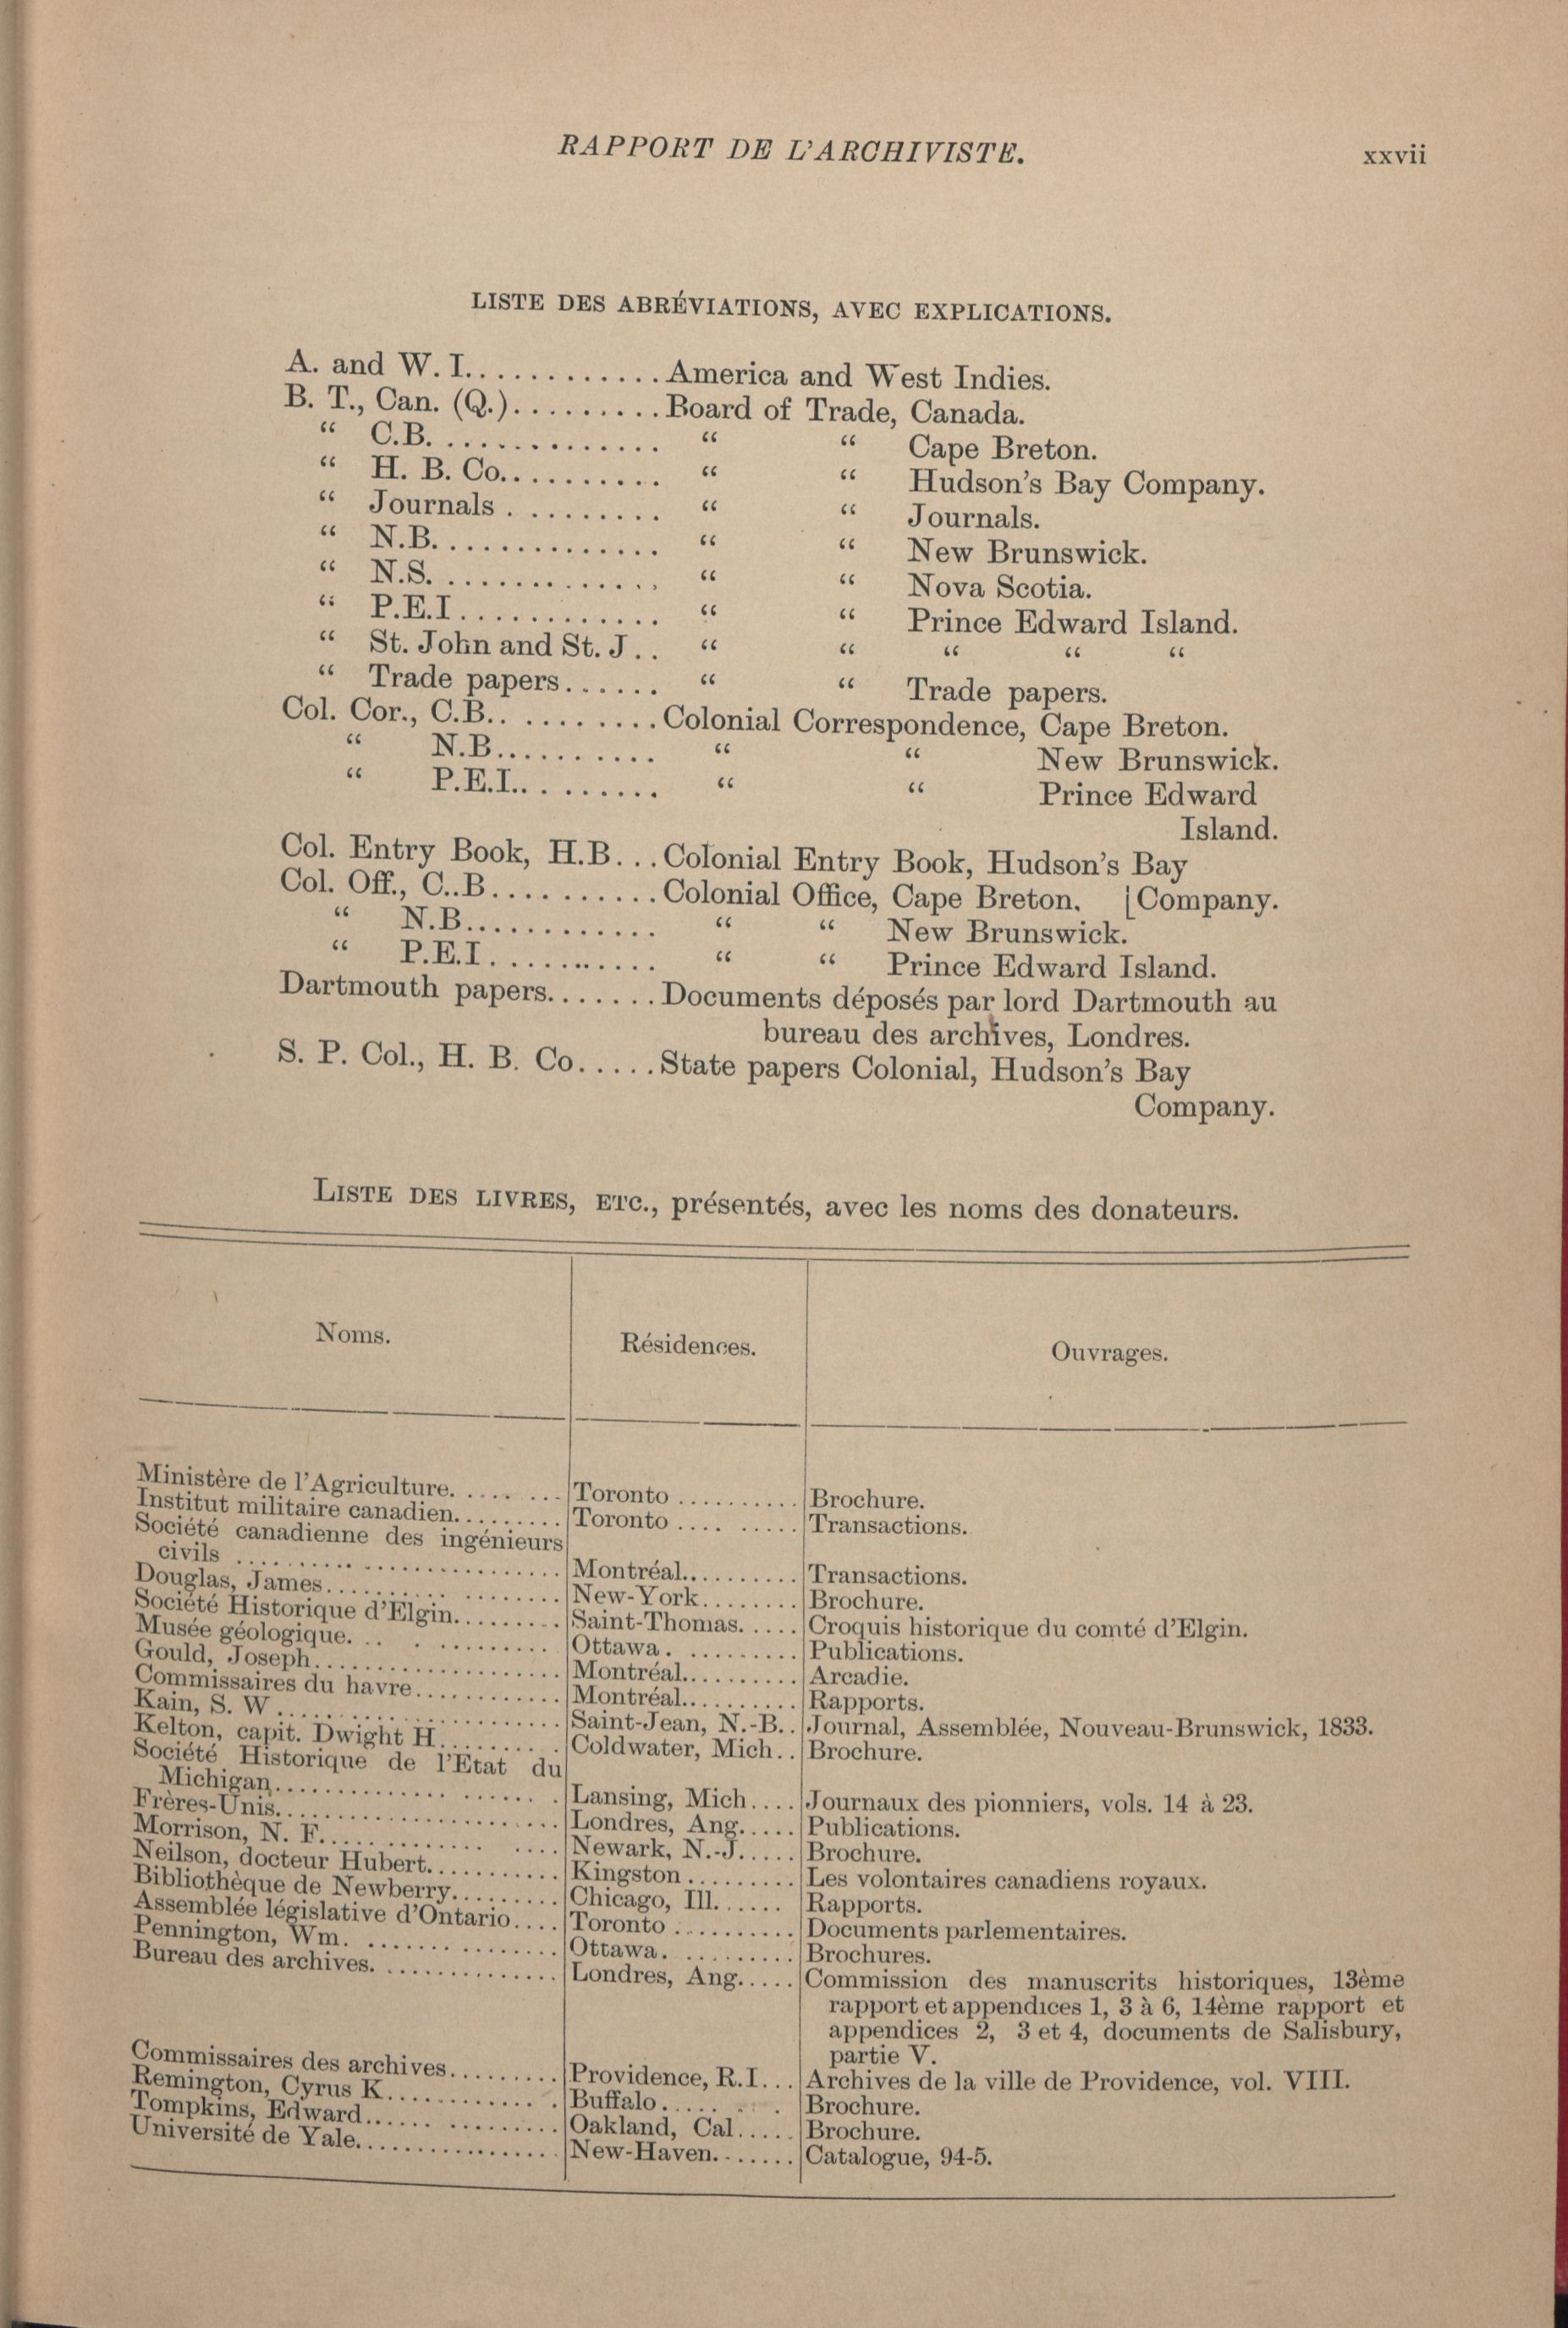 RAPPORT DE L'ARCHIVISTE. xxvii
LISTE DES ABRÉVIATIONS, AVEC EXPLICATIONS.
A. and W. I.............America and West Indies.
B. T., Can. (Q.)..........Board of Trade, Canada.
“ C.B............... “ “ Cape Breton.
“ H. B. Co........... “ “ Hudson's Bay Company.
“ Journals .......... “ “ Journals.
“ N.B............... “ “ New Brunswick.
“ N.S............... “ “ Nova Scotia.
“ P.E.I............. “ “ Prince Edward Island.
“ St. John and St. J.. “ “ “ “ “
“ Trade papers....... “ “ Trade papers.
Col. Cor., C.B...........Colonial Correspondence, Cape Breton.
“ N.B........... “ “ New Brunswick.
“ P.E.I.......... “ “ Prince Edward
Island.
Col. Entry Book, H.B...Colonial Entry Book, Hudson's Bay
Col. Off., C..B...........Colonial Office, Cape Breton. [Company.
“ N.B............. “ “ New Brunswick.
“ P.E.I............ “ “ Prince Edward Island.
Dartmouth papers.......Documents déposés par lord Dartmouth au
bureau des archives, Londres.
S. P. Col., H. B. Co.....State papers Colonial, Hudson's Bay
Company.
LISTE DES LIVRES, ETC., présentés, avec les noms des donateurs.
Noms. Résidences. Ouvrages.
Ministère de l'Agriculture......... Toronto .......... Brochure.
Institut militaire canadien......... Toronto .......... Transactions.
Société canadienne des ingénieurs
civils .......................... Montréal.......... Transactions.
Douglas, James.................. New-York........ Brochure.
Société Historique d'Elgin......... Saint-Thomas..... Croquis historique du comté d'Elgin.
Musée géologique................ Ottawa........... Publications.
Gould, Joseph................... Montréal.......... Arcadie.
Commissaires du havre............ Montréal.......... Rapports.
Kain, S. W ..................... Saint-Jean, N.-B.. Journal, Assemblée, Nouveau-Brunswick, 1833.
Kelton, capit. Dwight H.......... Coldwater, Mich.. Brochure.
Société Historique de l'Etat du
Michigan....................... Lansing, Mich.... Journaux des pionniers, vols. 14 à 23.
Frères-Unis...................... Londres, Ang..... Publications.
Morrison, N. F.................. Newark, N.-J..... Brochure.
Neilson, docteur Hubert........... Kingston ......... Les volontaires canadiens royaux.
Bibliothèque de Newberry......... Chicago, Ill...... Rapports.
Assemblée législative d'Ontario.... Toronto .......... Documents parlementaires.
Pennington, Wm. ................ Ottawa........... Brochures.
Bureau des archives............... Londres, Ang..... Commission des manuscrits historiques, 13ème
rapport et appendices 1, 3 à 6, 14ème rapport et
appendices 2, 3 et 4, documents de Salisbury,
partie V.
Commissaires des archives......... Providence, R.I... Archives de la ville de Providence, vol. VIII.
Remington, Cyrus K.............. Buffalo.......... Brochure.
Tompkins, Edward................ Oakland, Cal..... Brochure.
Université de Yale................ New-Haven....... Catalogue, 94-5.